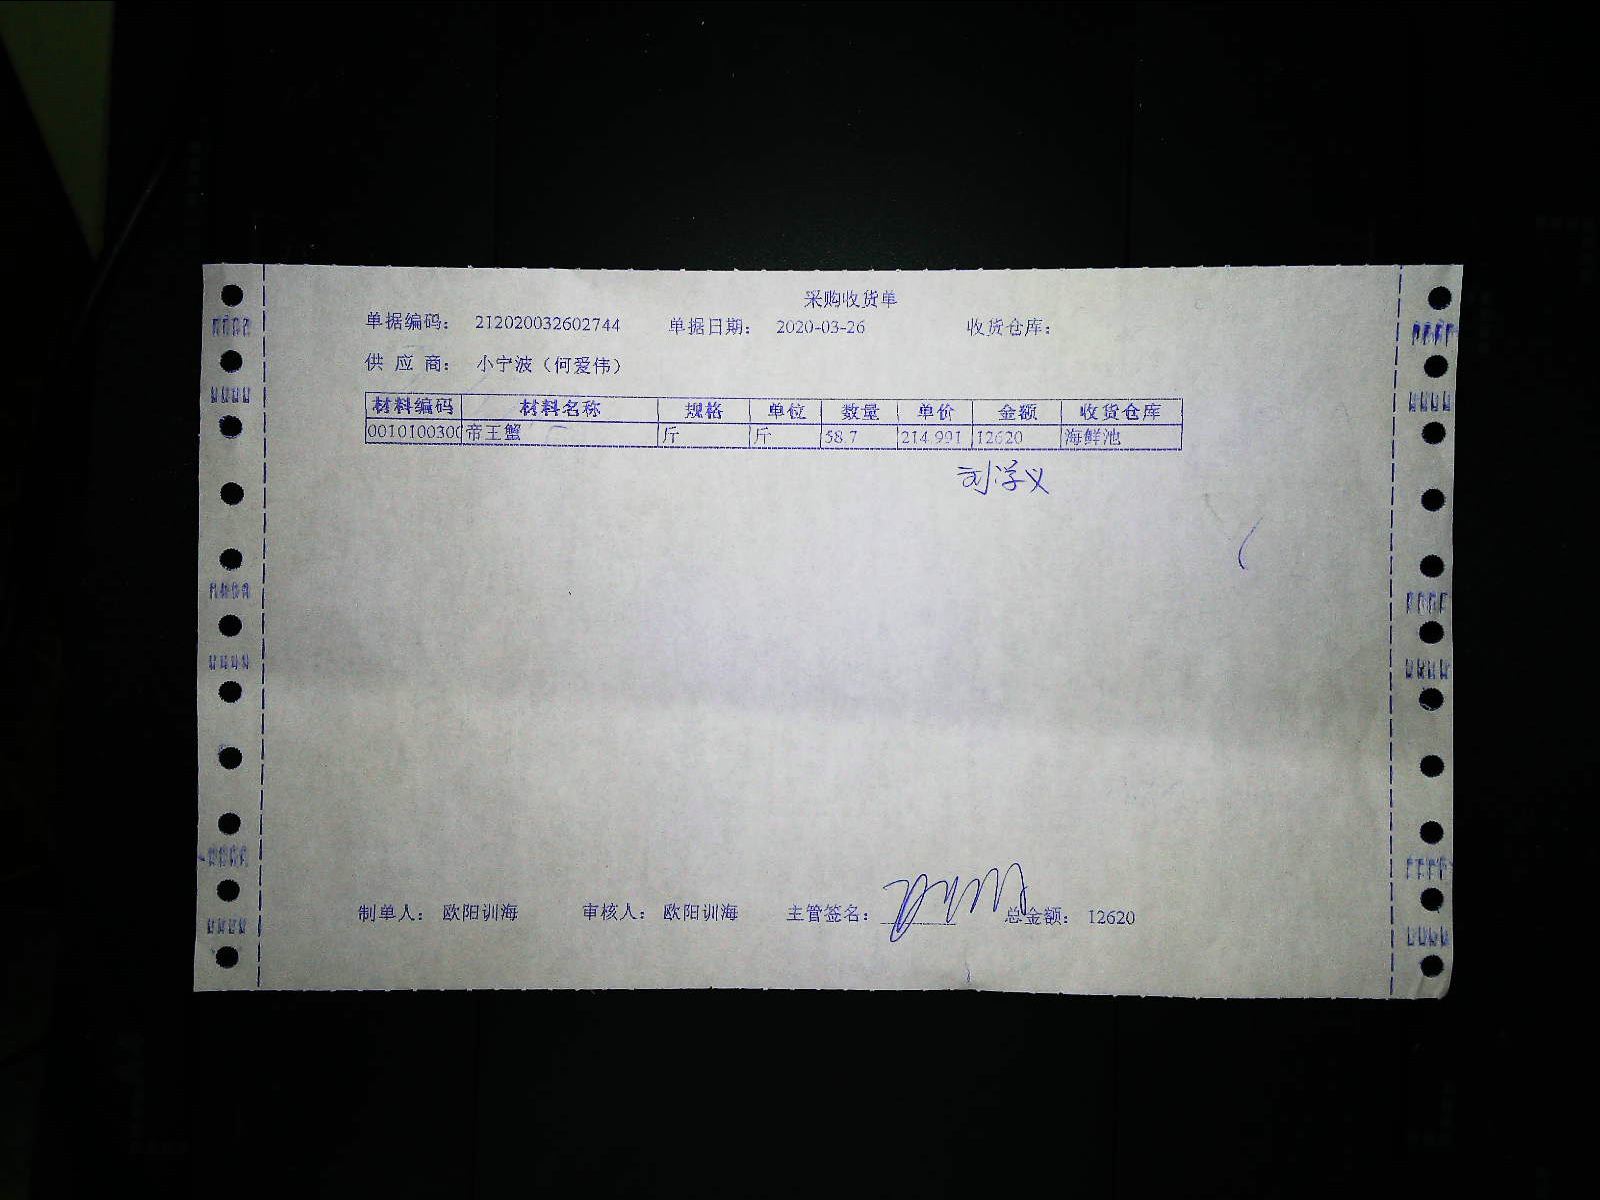 采购收货单
单据编码： 212020032602744 单据日期： 2020-03-26 收货仓库：
供 应 商： 小宁波（何爱伟）
材料编码 材料名称 规格 单位 数量 单价 金额 收货仓库
0010100300 帝王蟹 斤 斤 58.7 214.991 12620 海鲜池
刘学义
制单人： 欧阳训海 审核人： 欧阳训海 主管签名： 总金额： 12620